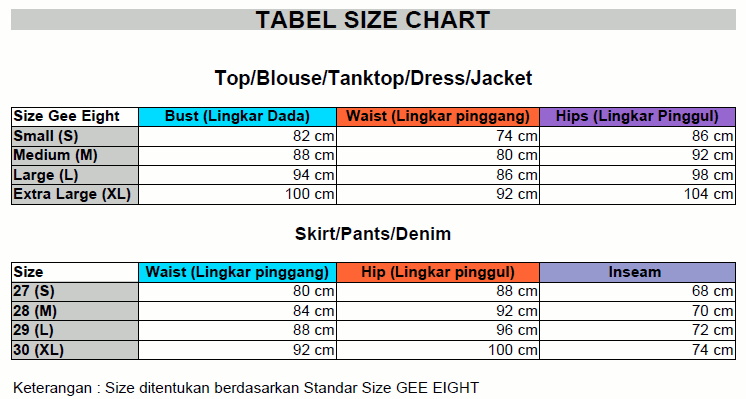 TABEL SIZE CHART
Top/Blouse/Tanktop/Dress/Jacket
Size Gee Eight Bust (Lingkar Dada) Waist (Lingkar pinggang) Hips (Lingkar Pinggul)
Small (S) 82 cm 74 cm 86 cm
Medium (M) 88 cm 80 cm 92 cm
Large (L) 94 cm 86 cm 98 cm
Extra Large (XL) 100 cm 92 cm 104 cm
Skirt/Pants/Denim
Size Waist (Lingkar pinggang) Hip (Lingkar pinggul) Inseam
27 (S) 80 cm 88 cm 68 cm
28 (M) 84 cm 92 cm 70 cm
29 (L) 88 cm 96 cm 72 cm
30 (XL) 92 cm 100 cm 74 cm
Keterangan : Size ditentukan berdasarkan Standar Size GEE EIGHT